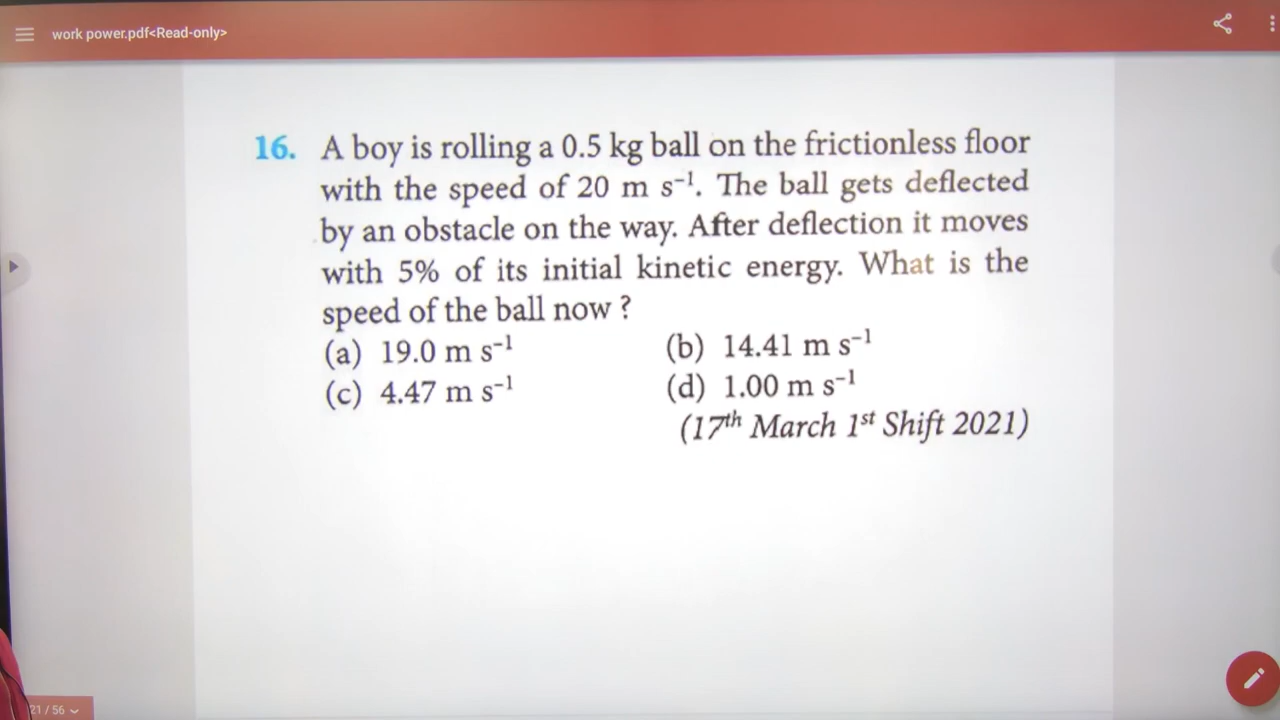 work power.pdf<Read-only>
16. A boy is rolling a 0.5 kg ball on the frictionless floor
with the speed of 20 m s⁻¹. The ball gets deflected
by an obstacle on the way. After deflection it moves
with 5% of its initial kinetic energy. What is the
speed of the ball now ?
(a) 19.0 m s⁻¹ (b) 14.41 m s⁻¹
(c) 4.47 m s⁻¹ (d) 1.00 m s⁻¹
(17ᵗʰ March 1ˢᵗ Shift 2021)
21 / 56